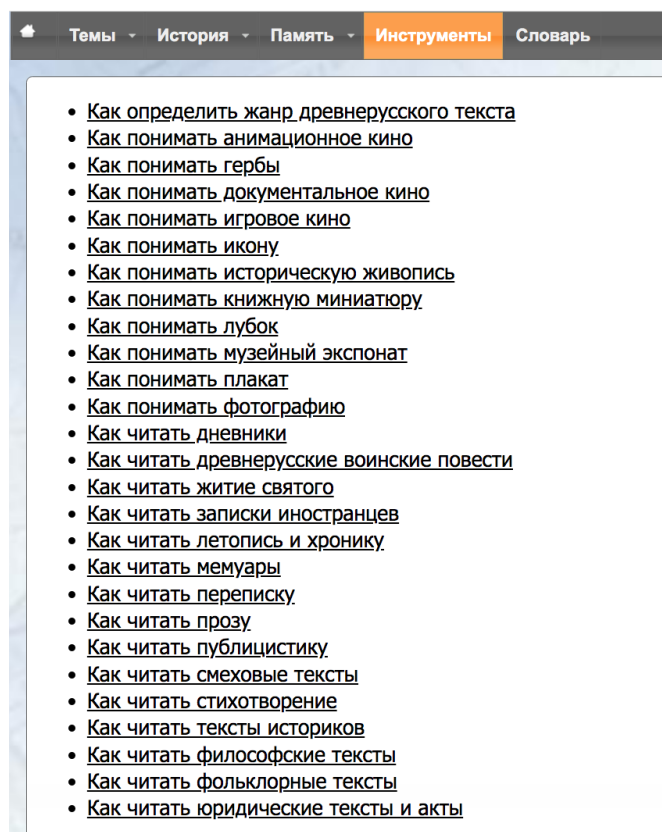 Темы История Память Инструменты Словарь
Как определить жанр древнерусского текста
Как понимать анимационное кино
Как понимать гербы
Как понимать документальное кино
Как понимать игровое кино
Как понимать икону
Как понимать историческую живопись
Как понимать книжную миниатюру
Как понимать лубок
Как понимать музейный экспонат
Как понимать плакат
Как понимать фотографию
Как читать дневники
Как читать древнерусские воинские повести
Как читать житие святого
Как читать записки иностранцев
Как читать летопись и хронику
Как читать мемуары
Как читать переписку
Как читать прозу
Как читать публицистику
Как читать смеховые тексты
Как читать стихотворение
Как читать тексты историков
Как читать философские тексты
Как читать фольклорные тексты
Как читать юридические тексты и акты